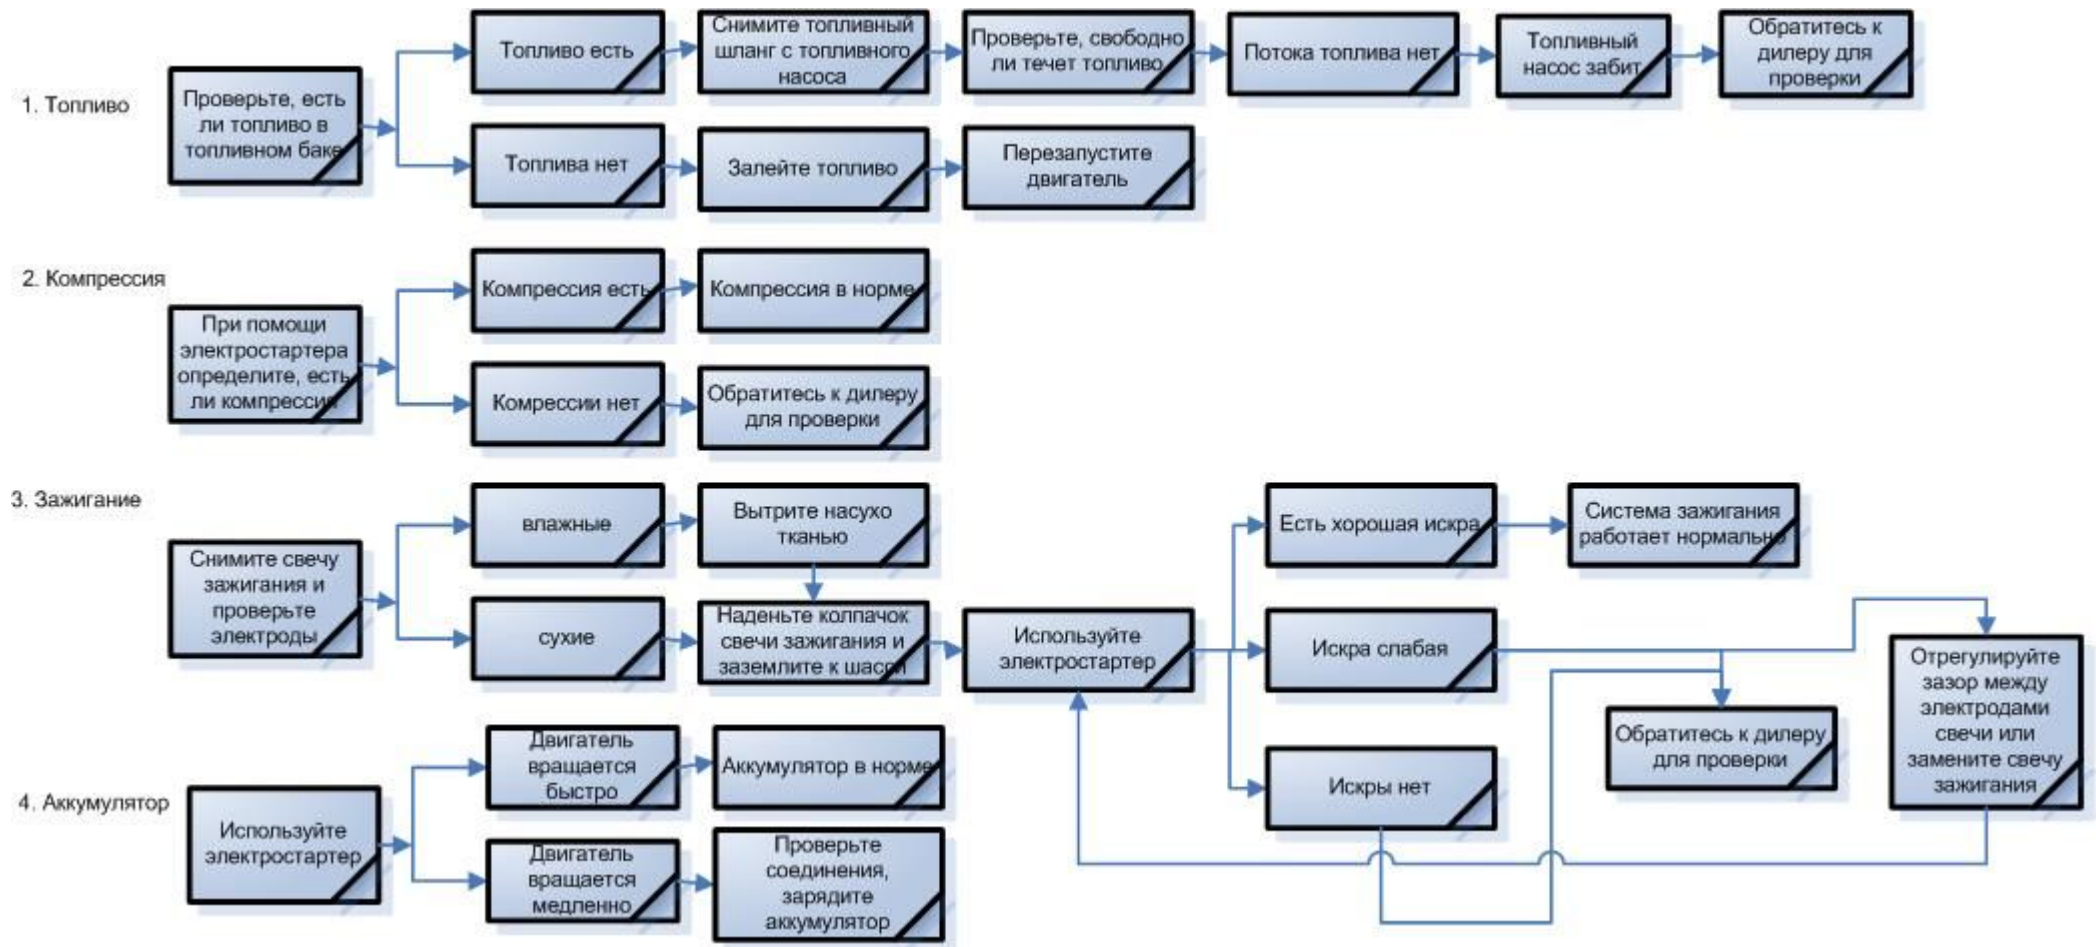 1. Топливо
Проверьте, есть
ли топливо в
топливном баке
Топливо есть
Снимите топливный
шланг с топливного
насоса
Проверьте, свободно
ли течет топливо
Потока топлива нет
Топливный
насос забит
Обратитесь к
дилеру для
проверки
Топлива нет
Залейте топливо
Перезапустите
двигатель
2. Компрессия
При помощи
электростартера
определите, есть
ли компрессия
Компрессия есть
Компрессия в норме
Комрессии нет
Обратитесь к дилеру
для проверки
3. Зажигание
Снимите свечу
зажигания и
проверьте
электроды
влажные
Вытрите насухо
тканью
сухие
Наденьте колпачок
свечи зажигания и
заземлите к шасси
Используйте
электростартер
Есть хорошая искра
Система зажигания
работает нормально
Искра слабая
Искры нет
Обратитесь к дилеру
для проверки
Отрегулируйте
зазор между
электродами
свечи или
замените свечу
зажигания
4. Аккумулятор
Используйте
электростартер
Двигатель
вращается
быстро
Аккумулятор в норме
Двигатель
вращается
медленно
Проверьте
соединения,
зарядите
аккумулятор